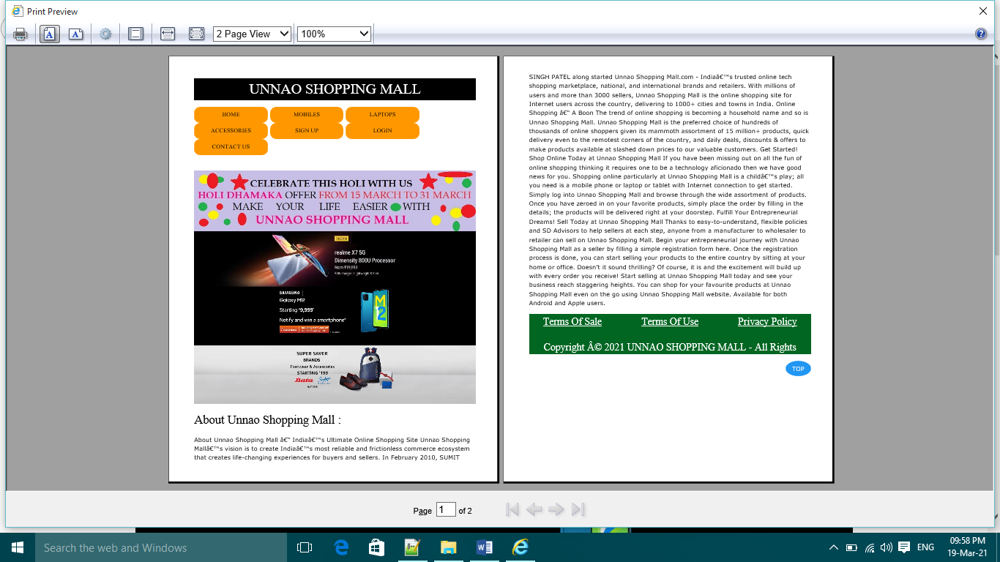 Print Preview
2 Page View
100%
UNNAO SHOPPING MALL
HOME MOBILES LAPTOPS
ACCESSORIES SIGN UP LOGIN
CONTACT US
CELEBRATE THIS HOLI WITH US
HOLI DHAMAKA OFFER FROM 15 MARCH TO 31 MARCH
MAKE YOUR LIFE EASIER WITH
UNNAO SHOPPING MALL
realme
realme X7 5G
Dimensity 800U Processor
From ₹19,999
SAMSUNG
Galaxy M12
Starting ₹9,999*
Notify and win a smartphone*
M12
SUPER SAVER
BRANDS
Footwear & Accessories
STARTING ₹199
Bata
& more
About Unnao Shopping Mall :
About Unnao Shopping Mall â€“ Indiaâ€™s Ultimate Online Shopping Site Unnao Shopping
Mallâ€™s vision is to create Indiaâ€™s most reliable and frictionless commerce ecosystem
that creates life-changing experiences for buyers and sellers. In February 2010, SUMIT
SINGH PATEL along started Unnao Shopping Mall.com - Indiaâ€™s trusted online tech
shopping marketplace, national, and international brands and retailers. With millions of
users and more than 3000 sellers, Unnao Shopping Mall is the online shopping site for
Internet users across the country, delivering to 1000+ cities and towns in India. Online
Shopping â€“ A Boon The trend of online shopping is becoming a household name and so is
Unnao Shopping Mall. Unnao Shopping Mall is the preferred choice of hundreds of
thousands of online shoppers given its mammoth assortment of 15 million+ products, quick
delivery even to the remotest corners of the country, and daily deals, discounts & offers to
make products available at slashed down prices to our valuable customers. Get Started!
Shop Online Today at Unnao Shopping Mall If you have been missing out on all the fun of
online shopping thinking it requires one to be a technology aficionado then we have good
news for you. Shopping online particularly at Unnao Shopping Mall is a childâ€™s play; all
you need is a mobile phone or laptop or tablet with Internet connection to get started.
Simply log into Unnao Shopping Mall and browse through the wide assortment of products.
Once you have zeroed in on your favorite products, simply place the order by filling in the
details; the products will be delivered right at your doorstep. Fulfill Your Entrepreneurial
Dreams! Sell Today at Unnao Shopping Mall Thanks to easy-to-understand, flexible policies
and SD Advisors to help sellers at each step, anyone from a manufacturer to wholesaler to
retailer can sell on Unnao Shopping Mall. Begin your entrepreneurial journey with Unnao
Shopping Mall as a seller by filling a simple registration form here. Once the registration
process is done, you can start selling your products to the entire country by sitting at your
home or office. Doesn't it sound thrilling? Of course, it is and the excitement will build up
with every order you receive! Start selling at Unnao Shopping Mall today and see your
business reach staggering heights. You can shop for your favourite products at Unnao
Shopping Mall even on the go using Unnao Shopping Mall website. Available for both
Android and Apple users.
Terms Of Sale Terms Of Use Privacy Policy
Copyright Â© 2021 UNNAO SHOPPING MALL - All Rights
TOP
Page 1 of 2
Search the web and Windows
ENG
09:58 PM
19-Mar-21